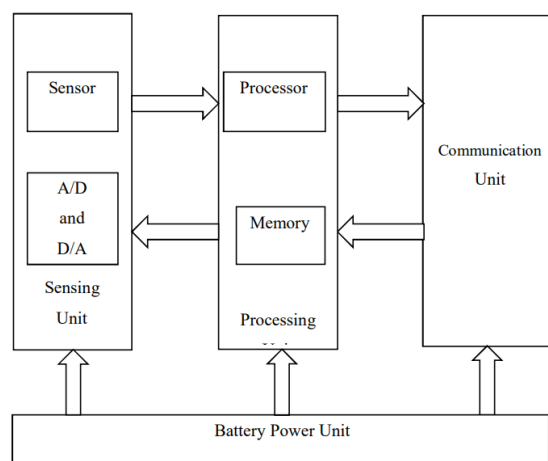 Sensor
A/D
and
D/A
Sensing
Unit
Processor
Memory
Processing
Communication
Unit
Battery Power Unit